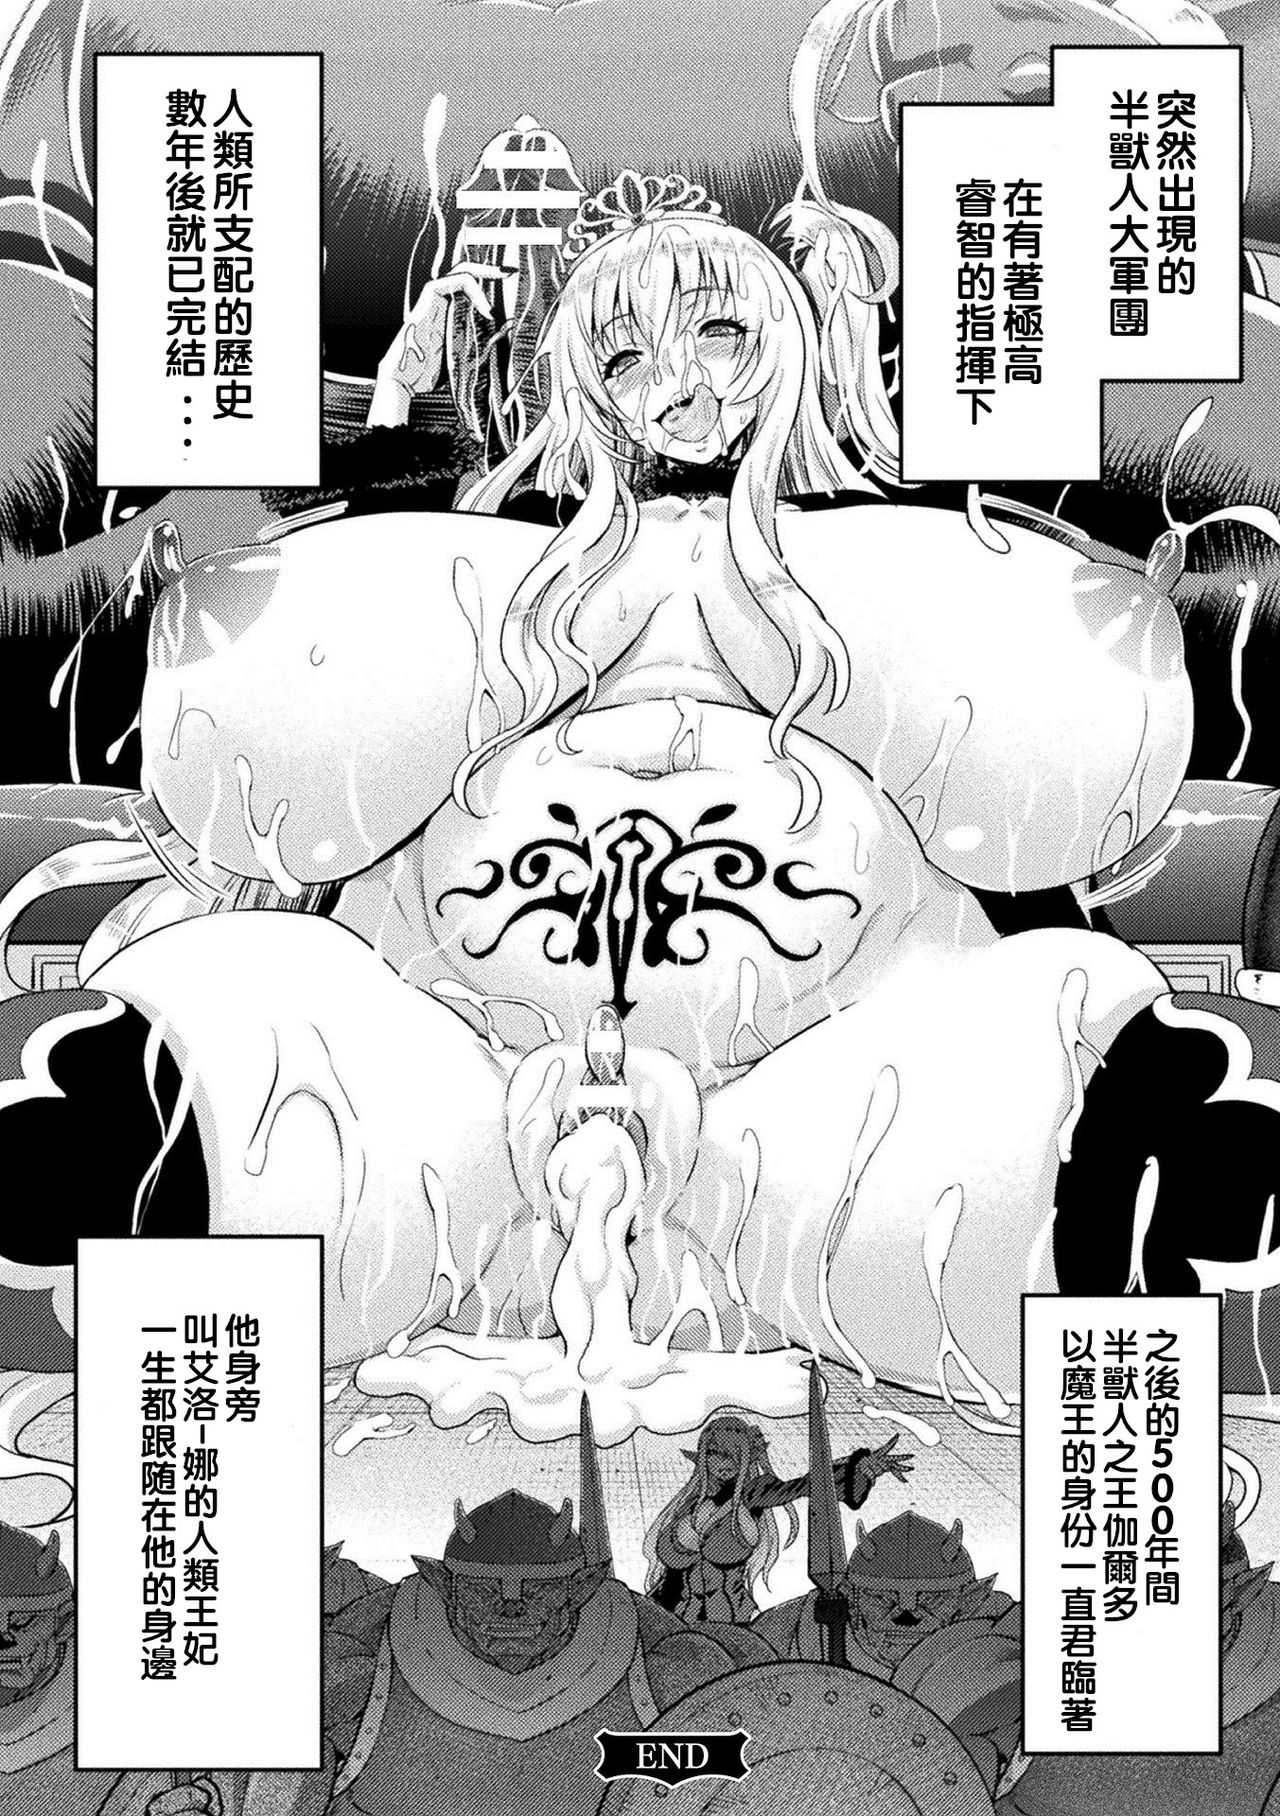 突然出現的
半獸人大軍團
在有著極高
睿智的指揮下
人類所支配的歷史
數年後就已完結...
之後的500年間
半獸人之王伽爾多
以魔王的身份一直君臨著
他身旁
叫艾洛-娜的人類王妃
一生都跟随在他的身邊
END